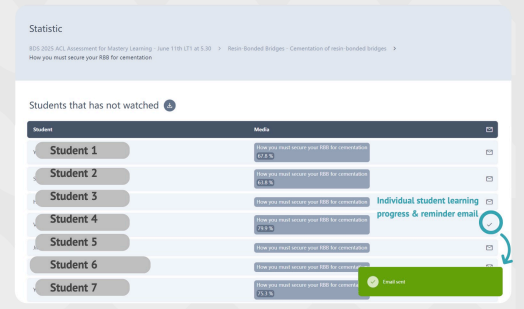 Statistic
BDS 2025 ACL Assessment for Mastery Learning - June 11th LT1 at 5.30 > Resin-Bonded Bridges - Cementation of resin-bonded bridges >
How you must secure your RBB for cementation
Students that has not watched
Student Media
Student 1 How you must secure your RBB for cementation
67.8 %
Student 2 How you must secure your RBB for cementation
63.8 %
Student 3 How you must secure your RBB for cementation
Individual student learning
progress & reminder email
Student 4 How you must secure your RBB for cementation
79.9 %
Student 5 How you must secure your RBB for cementation
Student 6 How you must secure your RBB for
Email sent
Student 7 How you must secure your RBB for
75.3 %